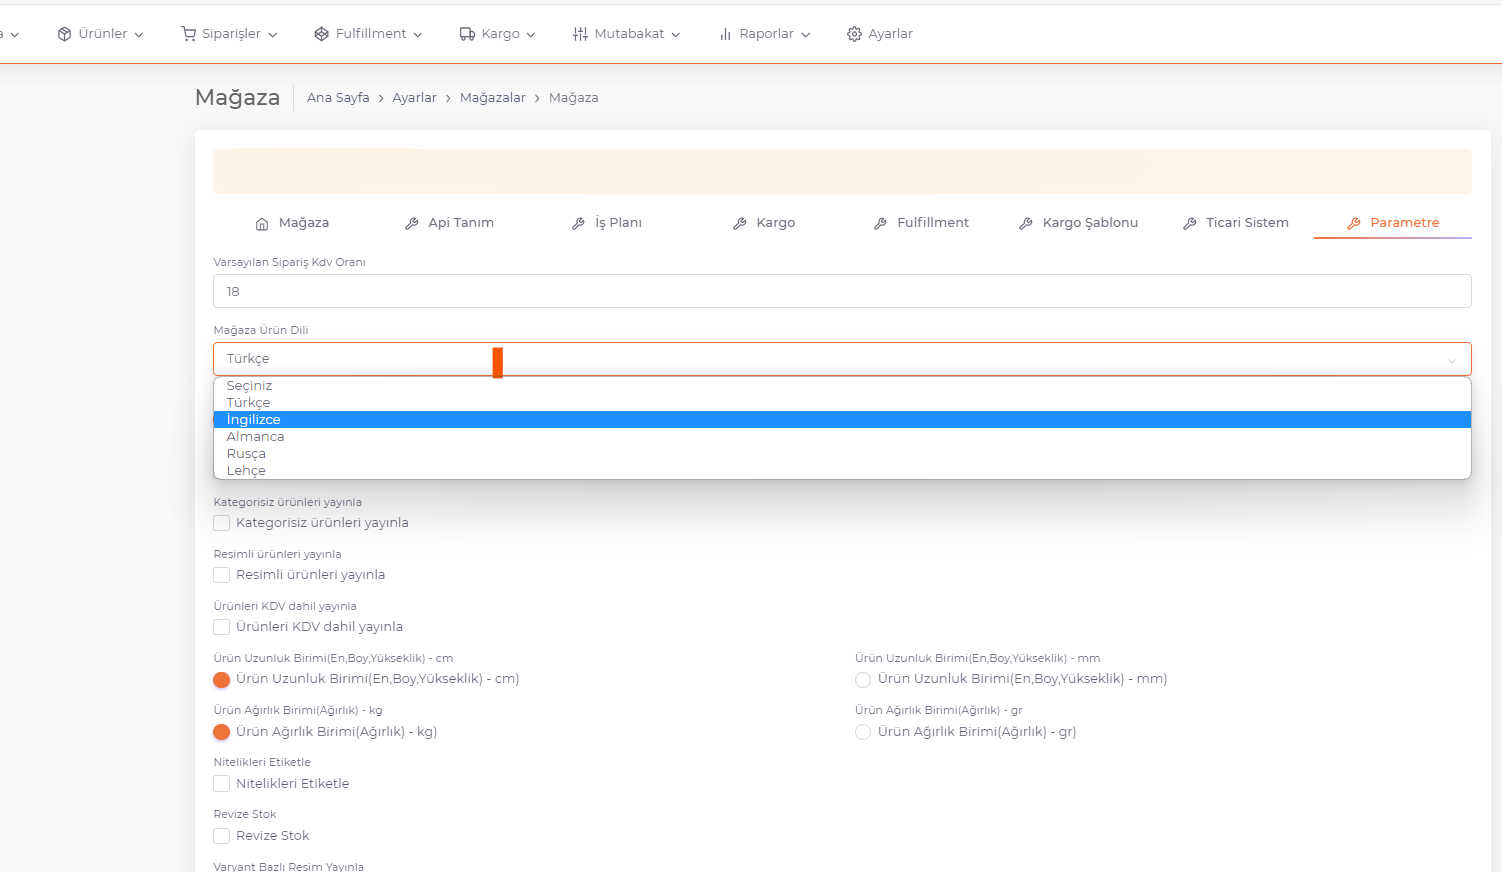 a Ürünler Siparişler Fulfillment Kargo Mutabakat Raporlar Ayarlar
Mağaza Ana Sayfa > Ayarlar > Mağazalar > Mağaza
Mağaza Api Tanım İş Planı Kargo Fulfillment Kargo Şablonu Ticari Sistem Parametre
Varsayılan Sipariş Kdv Oranı
18
Mağaza Ürün Dili
Türkçe
Seçiniz
Türkçe
İngilizce
Almanca
Rusça
Lehçe
Kategorisiz ürünleri yayınla
Kategorisiz ürünleri yayınla
Resimli ürünleri yayınla
Resimli ürünleri yayınla
Ürünleri KDV dahil yayınla
Ürünleri KDV dahil yayınla
Ürün Uzunluk Birimi(En,Boy,Yükseklik) - cm Ürün Uzunluk Birimi(En,Boy,Yükseklik) - mm
Ürün Uzunluk Birimi(En,Boy,Yükseklik - cm) Ürün Uzunluk Birimi(En,Boy,Yükseklik - mm)
Ürün Ağırlık Birimi(Ağırlık) - kg Ürün Ağırlık Birimi(Ağırlık) - gr
Ürün Ağırlık Birimi(Ağırlık) - kg) Ürün Ağırlık Birimi(Ağırlık) - gr)
Nitelikleri Etiketle
Nitelikleri Etiketle
Revize Stok
Revize Stok
Varyant Bazlı Resim Yayınla